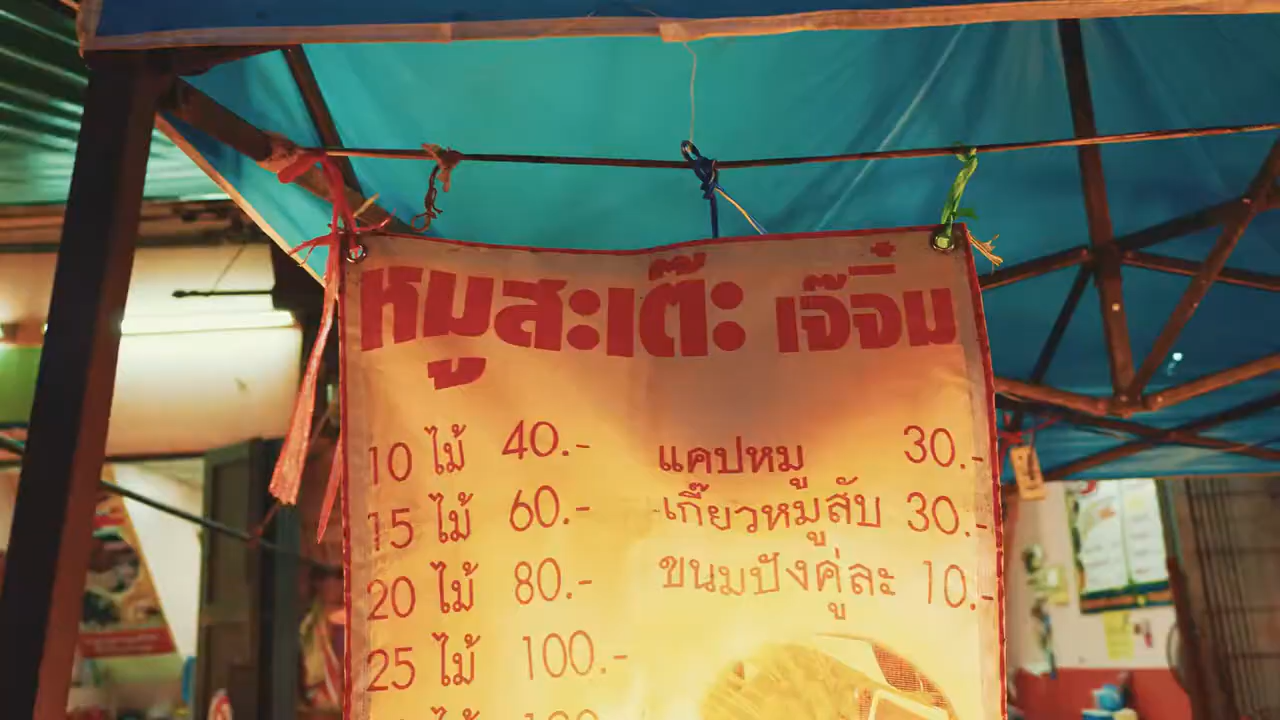 หมูสะเต๊ะ เจ๊จิ๋ม
10 ไม้ 40.-
15 ไม้ 60.-
20 ไม้ 80.-
25 ไม้ 100.-
แคปหมู 30.-
เกี๊ยวหมูสับ 30.-
ขนมปังคู่ละ 10.-